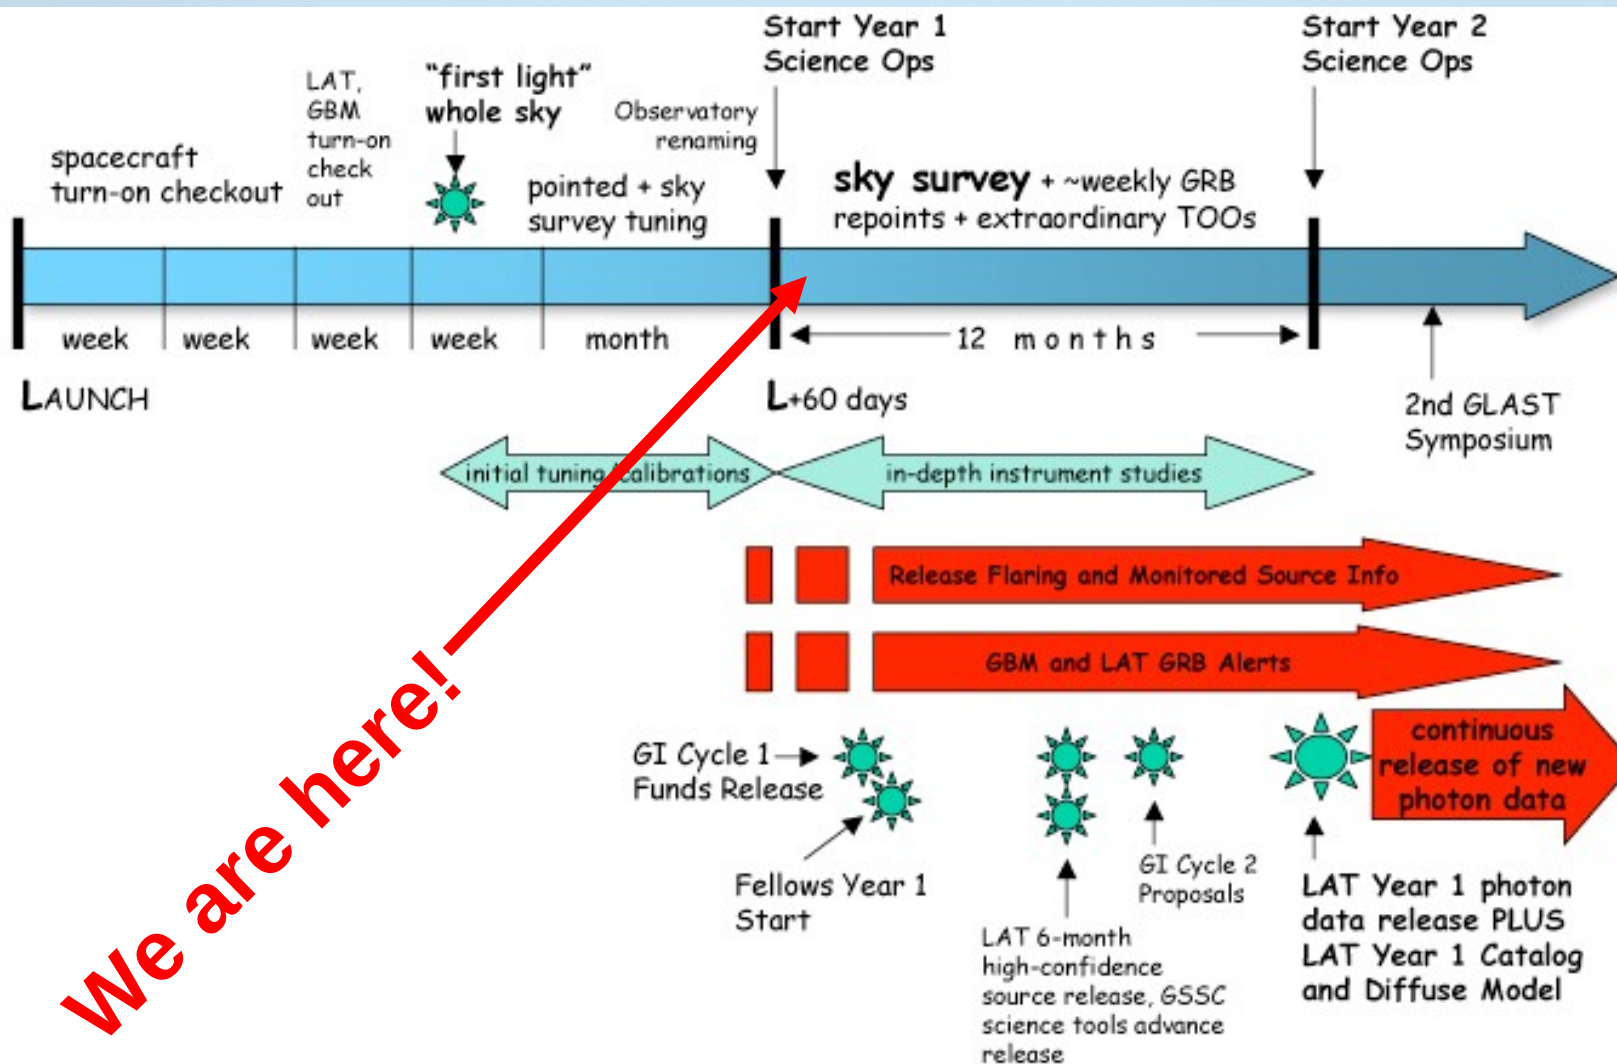 Start Year 1
Science Ops
Start Year 2
Science Ops
LAT,
GBM
turn-on
check
out
"first light"
whole sky
Observatory
renaming
spacecraft
turn-on checkout
pointed + sky
survey tuning
sky survey + ~weekly GRB
repoints + extraordinary TOOs
week
week
week
week
month
12 months
LAUNCH
L+60 days
2nd GLAST
Symposium
initial tuning/calibrations
in-depth instrument studies
Release Flaring and Monitored Source Info
GBM and LAT GRB Alerts
We are here!
continuous
release of new
photon data
GI Cycle 1
Funds Release
Fellows Year 1
Start
LAT 6-month
high-confidence
source release, GSSC
science tools advance
release
GI Cycle 2
Proposals
LAT Year 1 photon
data release PLUS
LAT Year 1 Catalog
and Diffuse Model